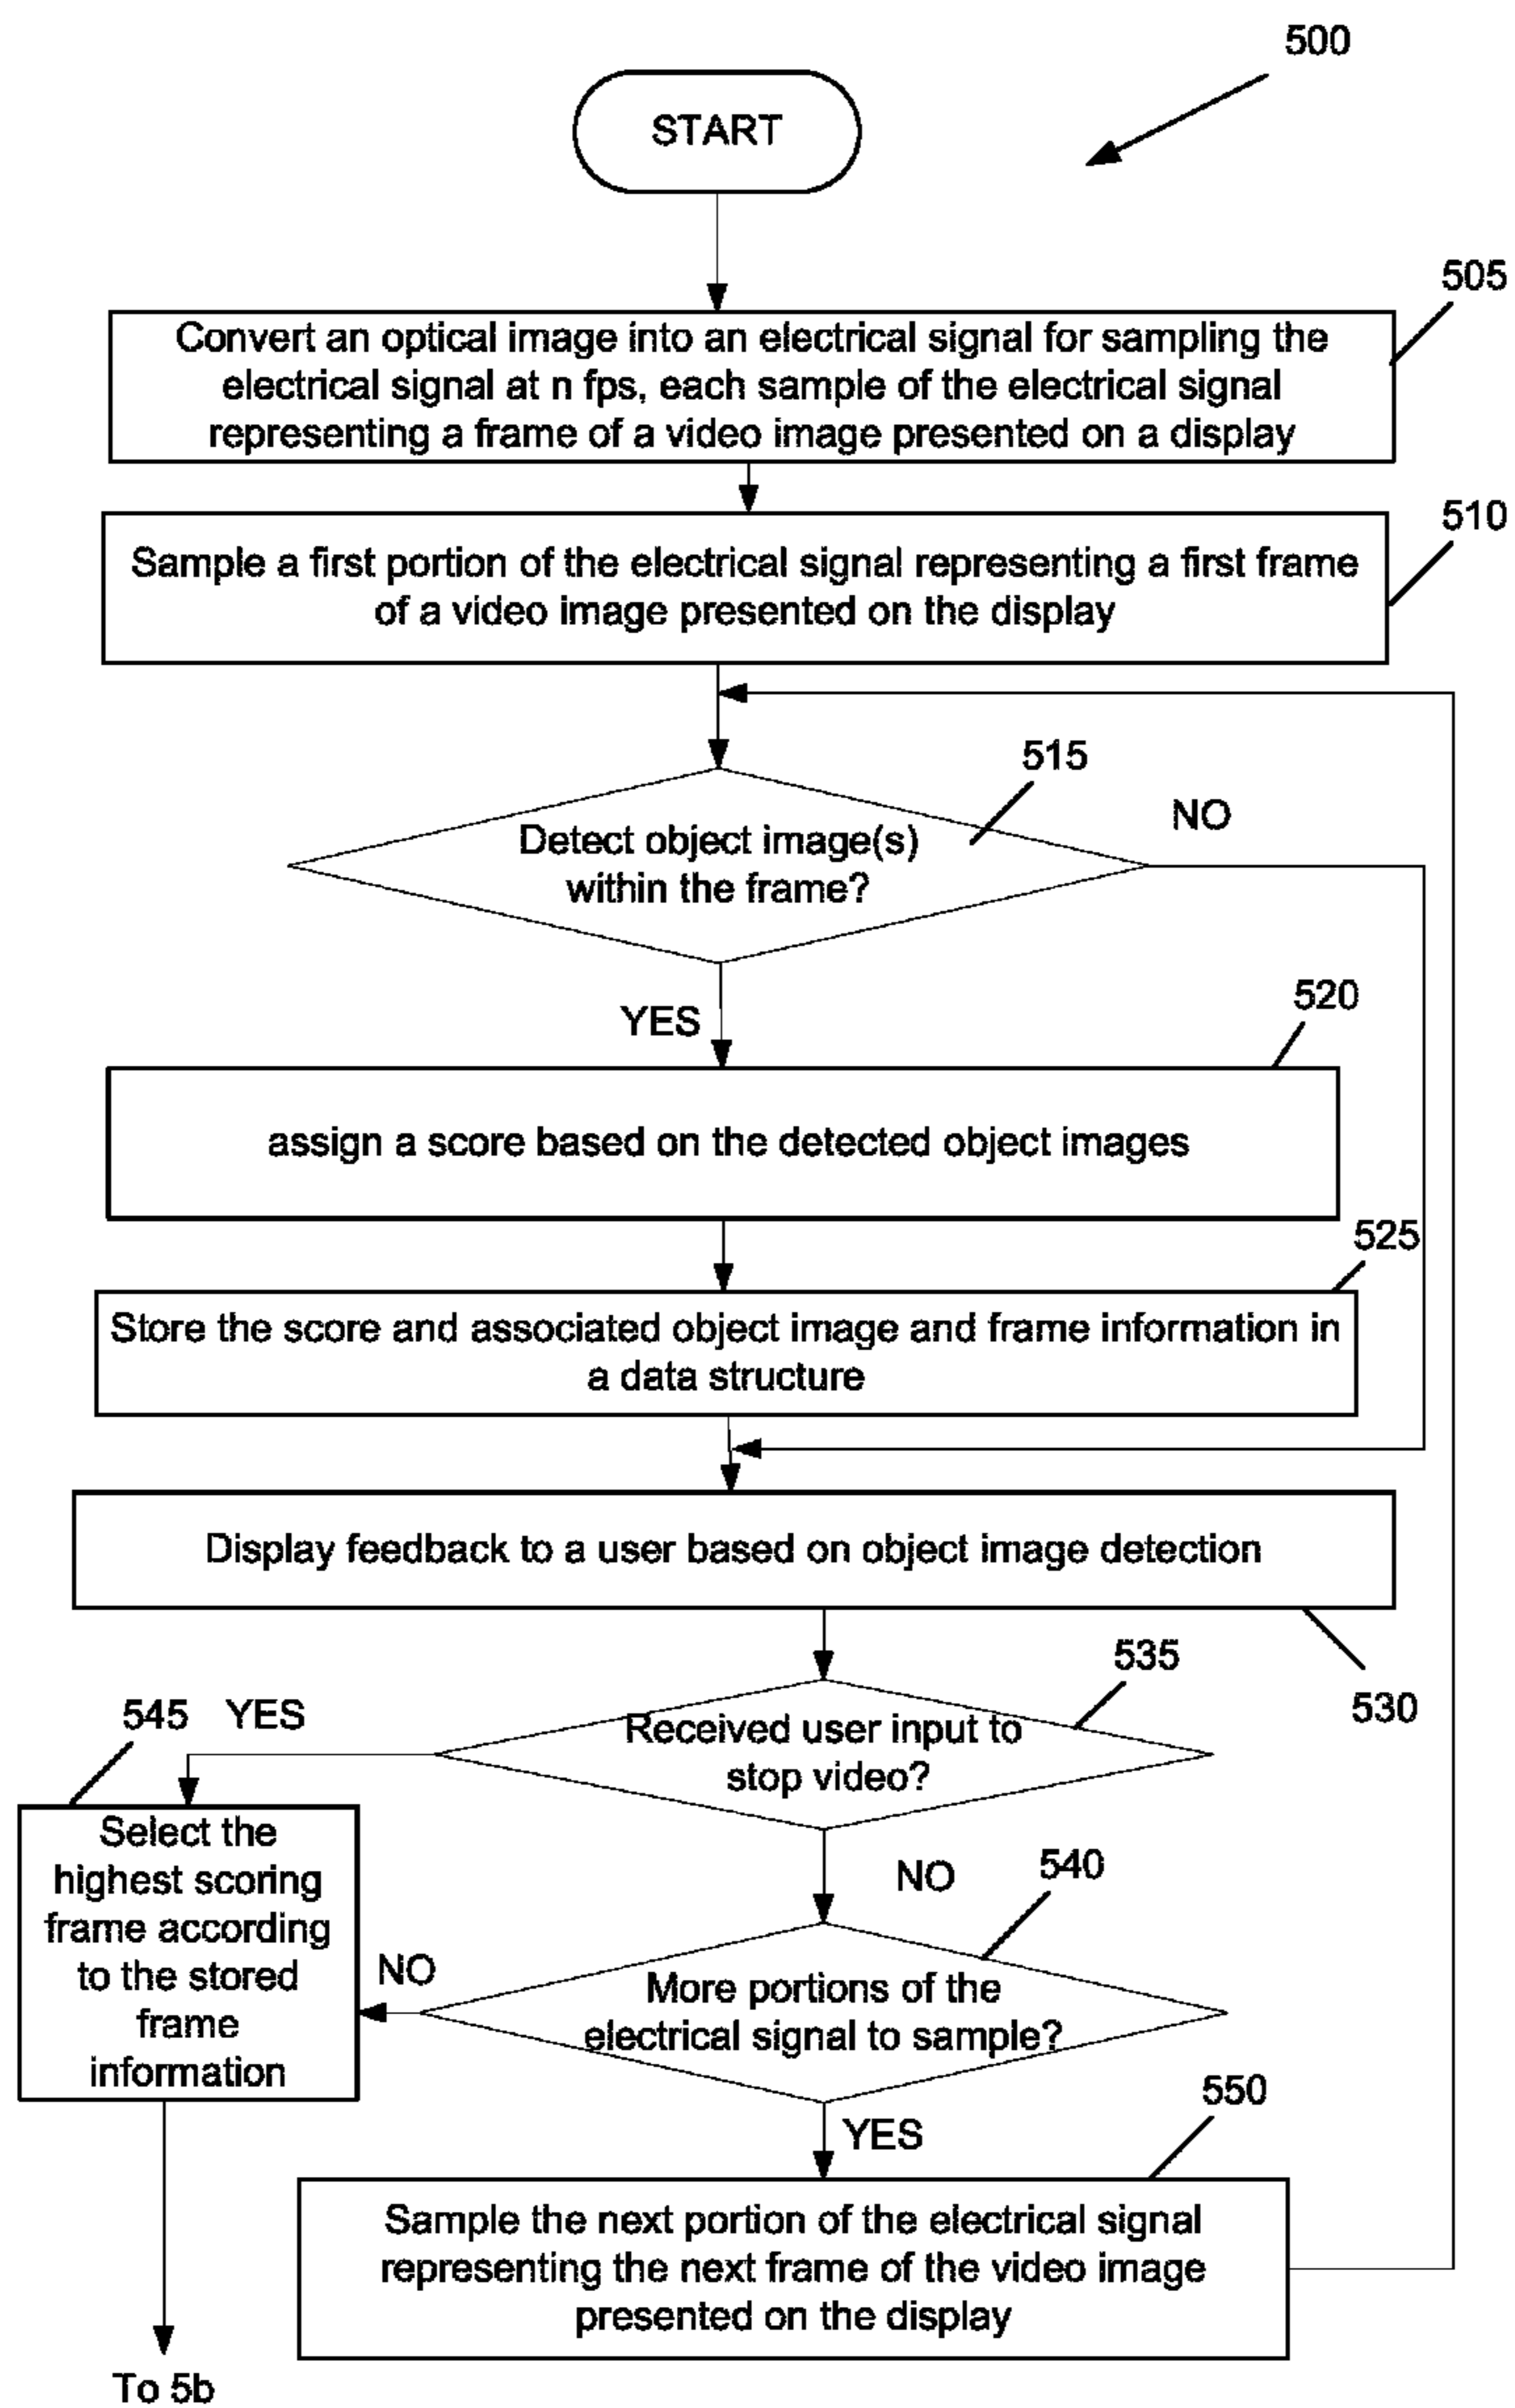 500
START
505
Convert an optical image into an electrical signal for sampling the
electrical signal at n fps, each sample of the electrical signal
representing a frame of a video image presented on a display
510
Sample a first portion of the electrical signal representing a first frame
of a video image presented on the display
515
NO
Detect object image(s)
within the frame?
YES
520
assign a score based on the detected object images
525
Store the score and associated object image and frame information in
a data structure
Display feedback to a user based on object image detection
530
535
545
YES
Received user input to
stop video?
Select the
highest scoring
frame according
to the stored
frame
information
NO
540
NO
More portions of the
electrical signal to sample?
YES
550
Sample the next portion of the electrical signal
representing the next frame of the video image
presented on the display
To 5b